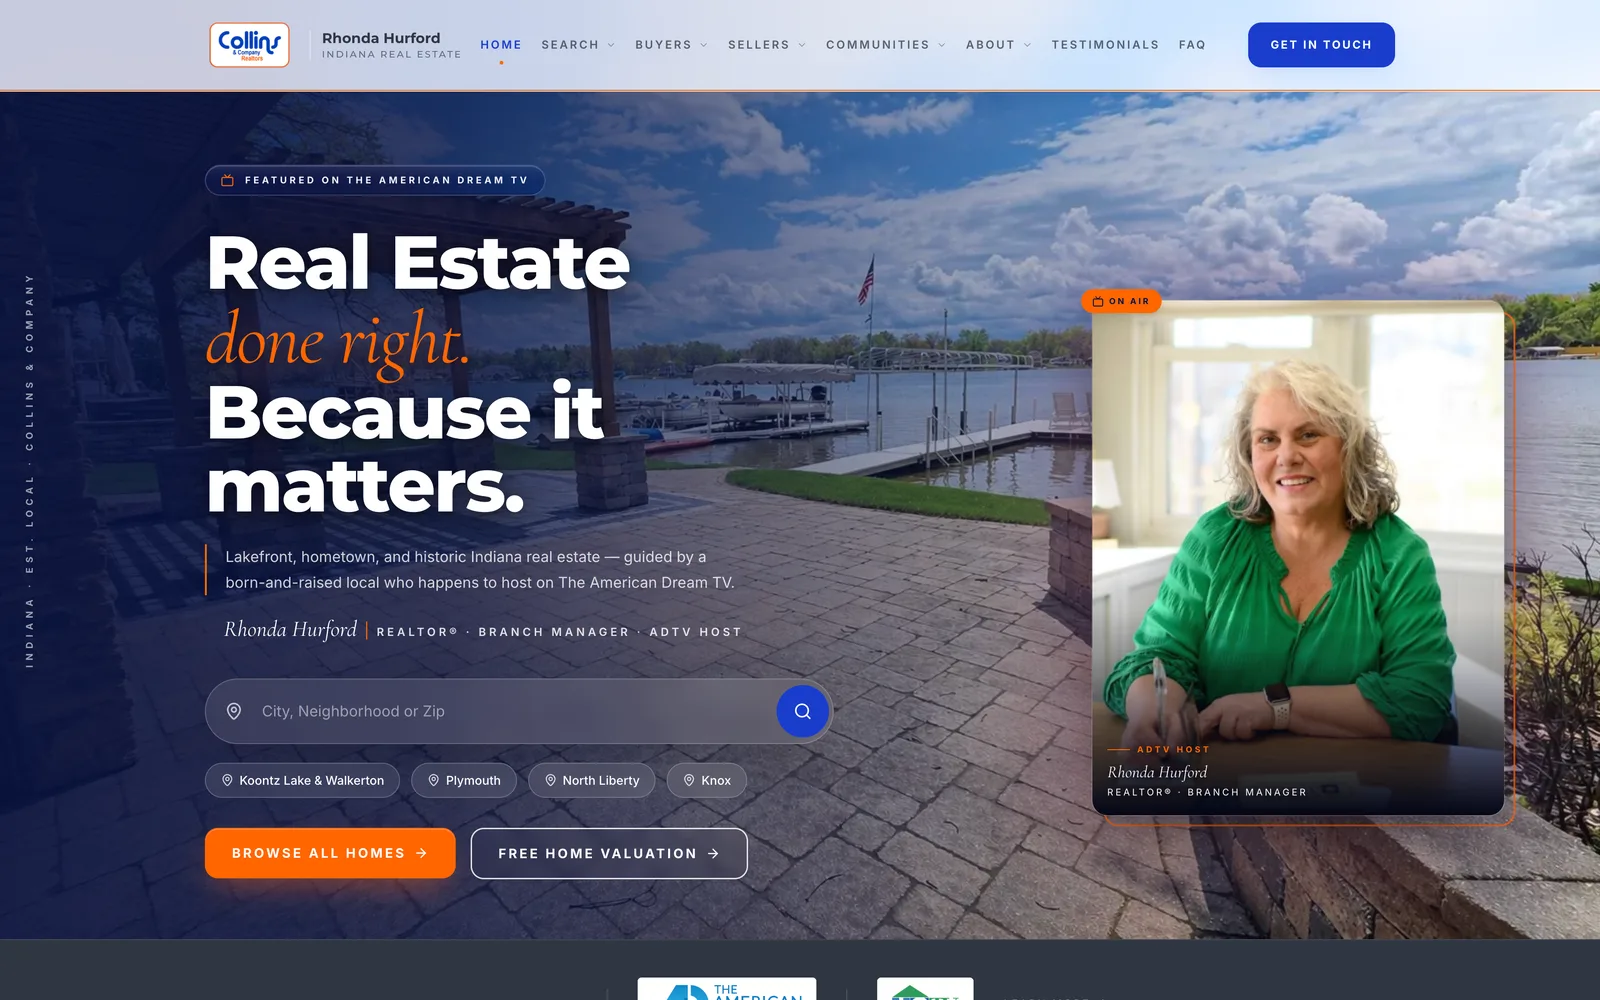 Collins
& Company
Realtors
Rhonda Hurford
INDIANA REAL ESTATE
HOME
SEARCH
BUYERS
SELLERS
COMMUNITIES
ABOUT
TESTIMONIALS
FAQ
GET IN TOUCH
INDIANA · EST. LOCAL · COLLINS & COMPANY
FEATURED ON THE AMERICAN DREAM TV
Real Estate
done right.
Because it
matters.
Lakefront, hometown, and historic Indiana real estate — guided by a
born-and-raised local who happens to host on The American Dream TV.
Rhonda Hurford | REALTOR® · BRANCH MANAGER · ADTV HOST
City, Neighborhood or Zip
Koontz Lake & Walkerton
Plymouth
North Liberty
Knox
BROWSE ALL HOMES →
FREE HOME VALUATION →
ON AIR
ADTV HOST
Rhonda Hurford
REALTOR® · BRANCH MANAGER
THE
AMERICAN